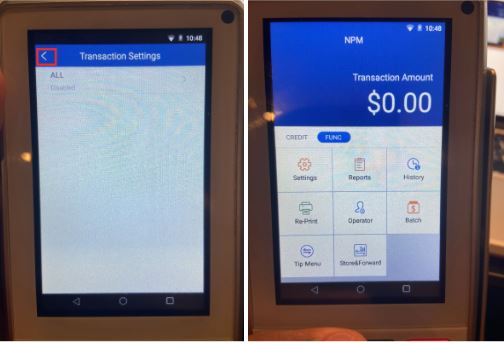 10:48
Transaction Settings
ALL
Disabled
10:48
NPM
Transaction Amount
$0.00
CREDIT FUNC
Settings Reports History
Re-Print Operator Batch
Tip Menu Store&Forward